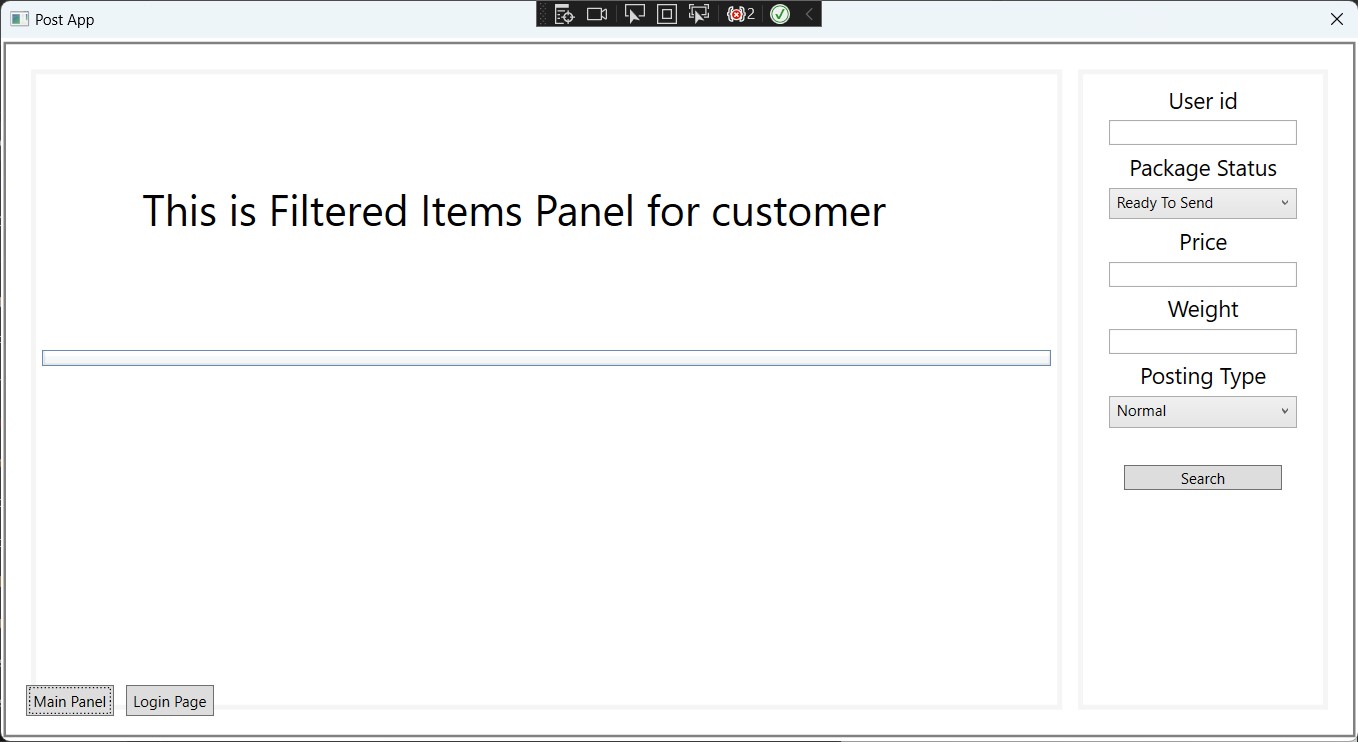 Post App
2
This is Filtered Items Panel for customer
User id
Package Status
Ready To Send
Price
Weight
Posting Type
Normal
Search
Main Panel
Login Page